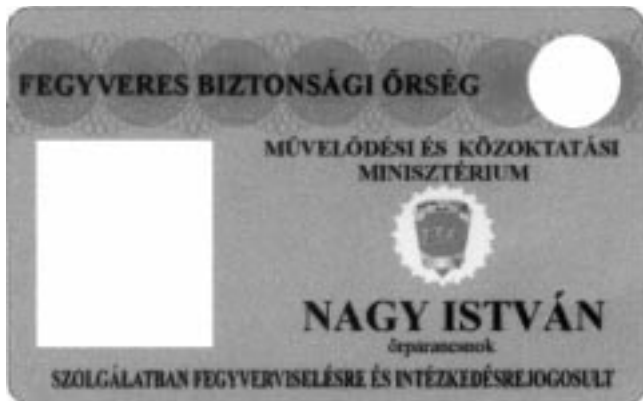 FEGYVERES BIZTONSÁGI ŐRSÉG
MŰVELŐDÉSI ÉS KÖZOKTATÁSI
MINISZTÉRIUM
NAGY ISTVÁN
őrparancsnok
SZOLGÁLATBAN FEGYVERVISELÉSRE ÉS INTÉZKEDÉSREJOGOSULT